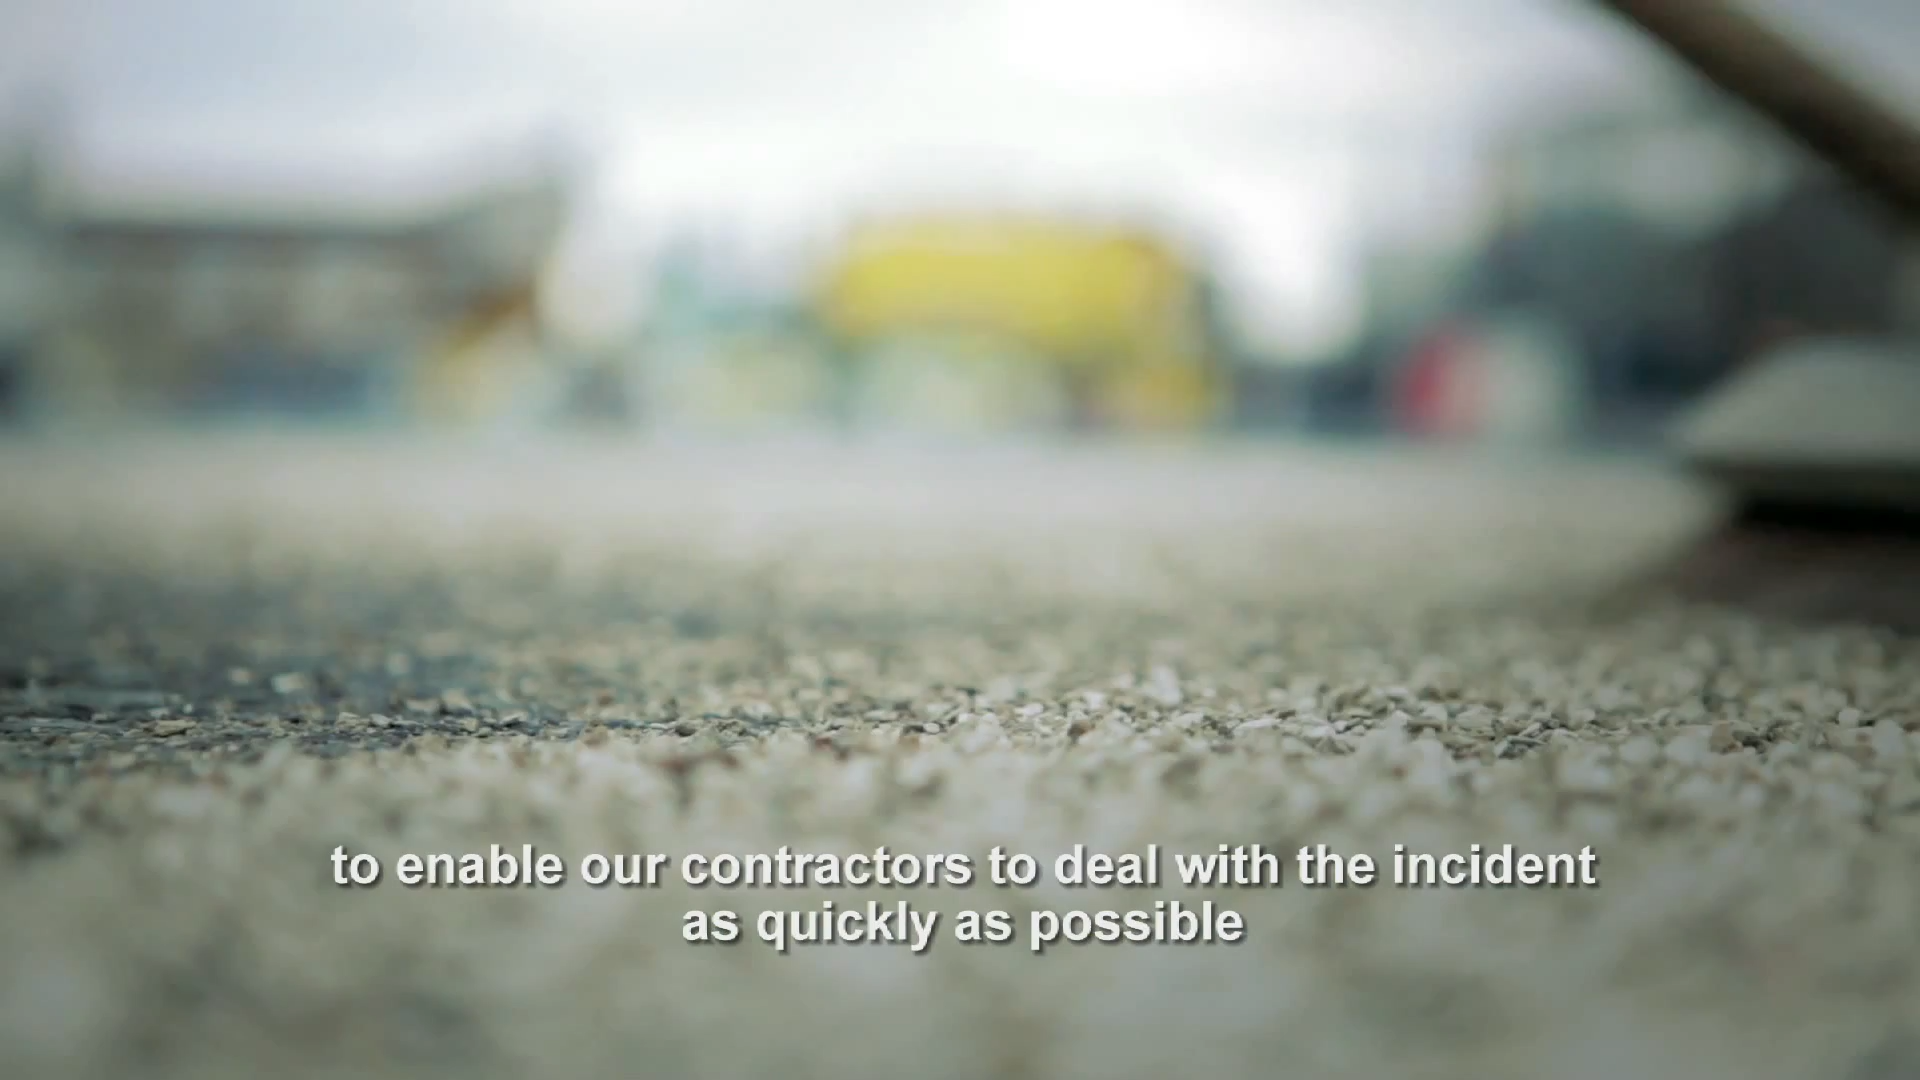 to enable our contractors to deal with the incident
as quickly as possible